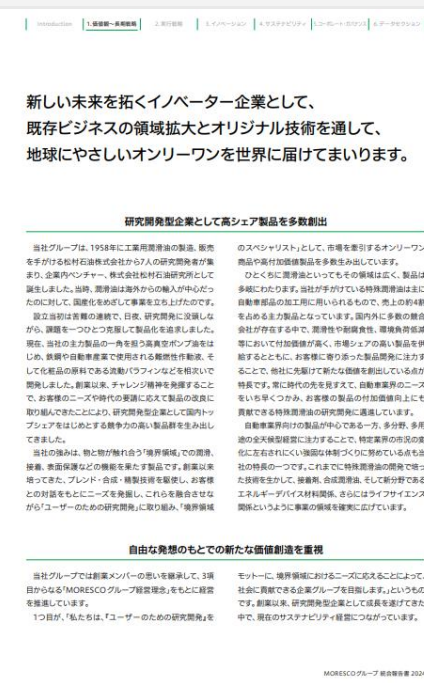 Introduction
1.価値観〜長期戦略
2.実行戦略
3.イノベーション
4.サステナビリティ
5.コーポレート・ガバナンス
6.データセクション
新しい未来を拓くイノベーター企業として、
既存ビジネスの領域拡大とオリジナル技術を通して、
地球にやさしいオンリーワンを世界に届けてまいります。
研究開発型企業として高シェア製品を多数創出
当社グループは、1958年に工業用潤滑油の製造、販売
を手がける松村石油株式会社から7人の研究開発者が集
まり、企業内ベンチャー、株式会社松村石油研究所として
誕生しました。当時、潤滑油は海外からの輸入が中心だっ
たのに対して、国産化をめざして事業を立ち上げたのです。
設立当初は苦難の連続で、日夜、研究開発に没頭しな
がら、課題を一つひとつ克服して製品化を追求しました。
現在、当社の主力製品の一角を担う高真空ポンプ油をは
じめ、鉄鋼や自動車産業で使用される難燃性作動液、そ
して化粧品の原料である流動パラフィンなどを相次いで
開発しました。創業以来、チャレンジ精神を発揮すること
で、お客様のニーズや時代の要請に応えて製品の改良に
取り組んできたことにより、研究開発型企業として国内トッ
プシェアをはじめとする競争力の高い製品群を生み出し
てきました。
当社の強みは、物と物が触れ合う「境界領域」での潤滑、
接着、表面保護などの機能を果たす製品です。創業以来
培ってきた、ブレンド・合成・精製技術を駆使し、お客様
との対話をもとにニーズを発掘し、これらを融合させな
がら「ユーザーのための研究開発」に取り組み、「境界領域
のスペシャリスト」として、市場を牽引するオンリーワン
商品や高付加価値製品を多数生み出しています。
ひとくちに潤滑油といってもその領域は広く、製品は
多岐にわたります。当社が手がけている特殊潤滑油は主に
自動車部品の加工用に用いられるもので、売上の約4割
を占める主力製品となっています。国内外に多数の競合
会社が存在する中で、潤滑性や耐腐食性、環境負荷低減
等において付加価値が高く、市場シェアの高い製品を供
給するとともに、お客様に寄り添った製品開発に注力す
ることで、他社に先駆けて新たな価値を創出している点が
特長です。常に時代の先を見すえて、自動車業界のニーズ
をいち早くつかみ、お客様の製品の付加価値向上にも
貢献できる特殊潤滑油の研究開発に邁進しています。
自動車業界向けの製品が中心である一方、多分野、多用
途の全天候型経営に注力することで、特定業界の市況の変
化に左右されにくい強固な体制づくりに努めている点も当
社の特長の一つです。これまでに特殊潤滑油の開発で培っ
た技術を生かして、接着剤、合成潤滑油、そして新分野である
エネルギーデバイス材料関係、さらにはライフサイエンス
関係というように事業の領域を確実に広げています。
自由な発想のもとでの新たな価値創造を重視
当社グループでは創業メンバーの思いを継承して、3項
目からなる「MORESCOグループ経営理念」をもとに経営
を推進しています。
1つ目が、「私たちは、『ユーザーのための研究開発』を
モットーに、境界領域におけるニーズに応えることによって、
社会に貢献できる企業グループを目指します。」というもの
です。創業以来、研究開発型企業として成長を遂げてきた
中で、現在のサステナビリティ経営につながっています。
MORESCOグループ 統合報告書 2024